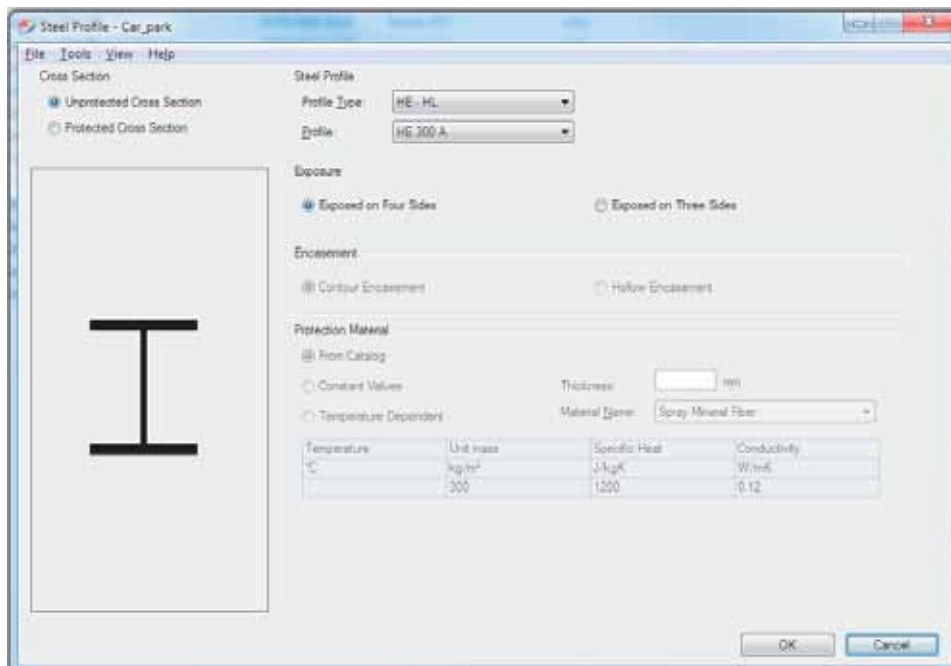 Steel Profile - Car_park
File Tools View Help
Cross Section
Unprotected Cross Section
Protected Cross Section
Steel Profile
Profile Type HE - HL
Profile HE 300 A
Exposure
Exposed on Four Sides Exposed on Three Sides
Encasement
Contour Encasement Hollow Encasement
Protection Material
From Catalog
Constant Values Thickness mm
Temperature Dependent Material Name: Spray Mineral Fiber
Temperature Unit mass Specific Heat Conductivity
°C kg/m³ J/kgK W/mK
300 1200 0.12
OK Cancel